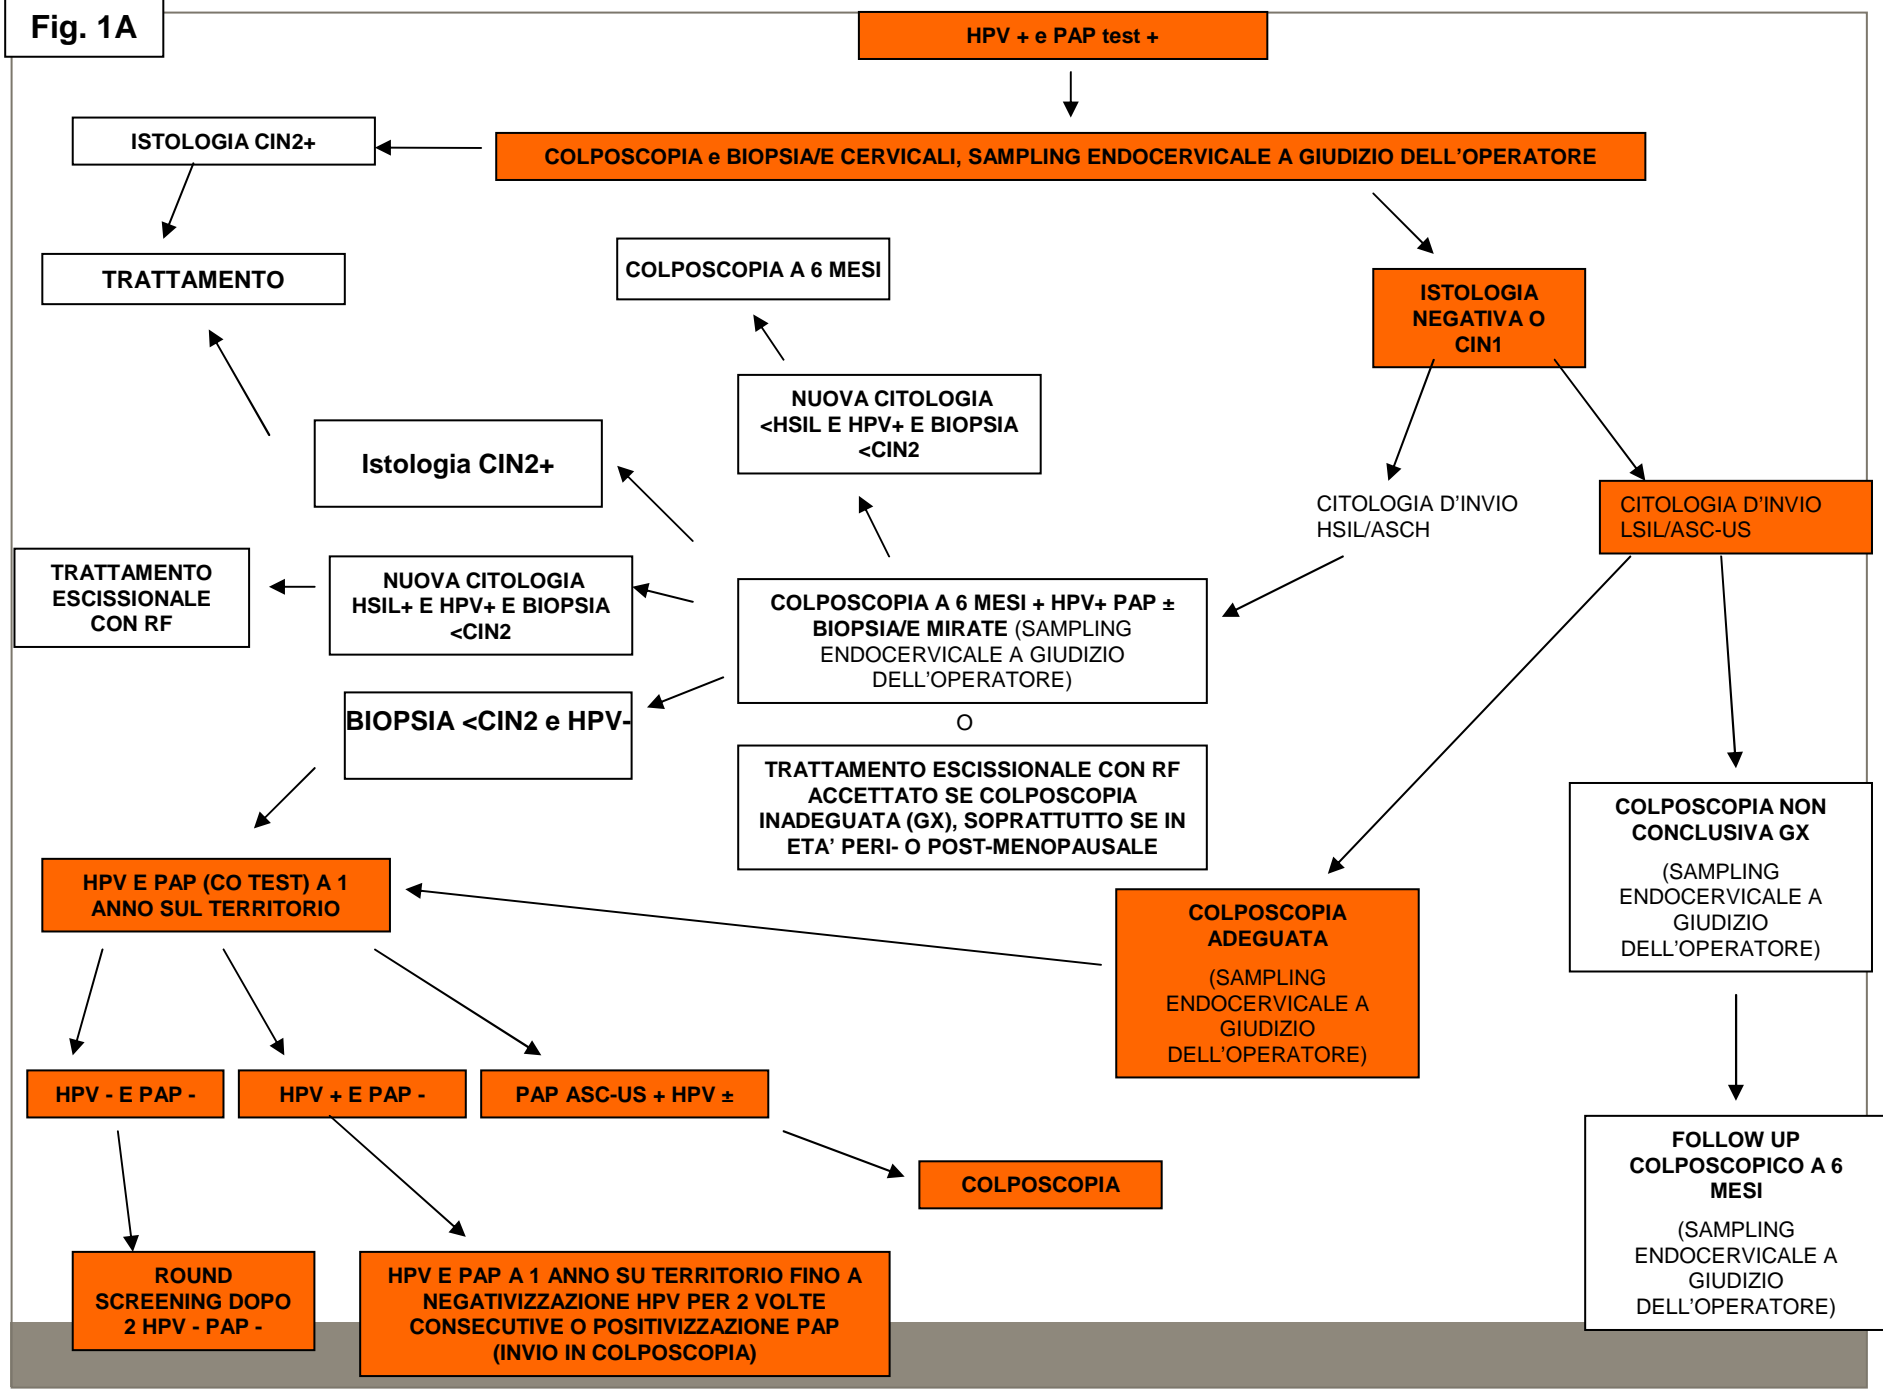 Fig. 1A
HPV + e PAP test +
ISTOLOGIA CIN2+
COLPOSCOPIA e BIOPSIA/E CERVICALI, SAMPLING ENDOCERVICALE A GIUDIZIO DELL'OPERATORE
TRATTAMENTO
COLPOSCOPIA A 6 MESI
ISTOLOGIA
NEGATIVA O
CIN1
NUOVA CITOLOGIA
<HSIL E HPV+ E BIOPSIA
<CIN2
Istologia CIN2+
CITOLOGIA D'INVIO
HSIL/ASCH
CITOLOGIA D'INVIO
LSIL/ASC-US
TRATTAMENTO
ESCISSIONALE
CON RF
NUOVA CITOLOGIA
HSIL+ E HPV+ E BIOPSIA
<CIN2
COLPOSCOPIA A 6 MESI + HPV+ PAP ±
BIOPSIA/E MIRATE (SAMPLING
ENDOCERVICALE A GIUDIZIO
DELL'OPERATORE)
BIOPSIA <CIN2 e HPV-
O
TRATTAMENTO ESCISSIONALE CON RF
ACCETTATO SE COLPOSCOPIA
INADEGUATA (GX), SOPRATTUTTO SE IN
ETA' PERI- O POST-MENOPAUSALE
COLPOSCOPIA NON
CONCLUSIVA GX
(SAMPLING
ENDOCERVICALE A
GIUDIZIO
DELL'OPERATORE)
HPV E PAP (CO TEST) A 1
ANNO SUL TERRITORIO
COLPOSCOPIA
ADEGUATA
(SAMPLING
ENDOCERVICALE A
GIUDIZIO
DELL'OPERATORE)
HPV - E PAP -
HPV + E PAP -
PAP ASC-US + HPV ±
COLPOSCOPIA
FOLLOW UP
COLPOSCOPICO A 6
MESI
(SAMPLING
ENDOCERVICALE A
GIUDIZIO
DELL'OPERATORE)
ROUND
SCREENING DOPO
2 HPV - PAP -
HPV E PAP A 1 ANNO SU TERRITORIO FINO A
NEGATIVIZZAZIONE HPV PER 2 VOLTE
CONSECUTIVE O POSITIVIZZAZIONE PAP
(INVIO IN COLPOSCOPIA)